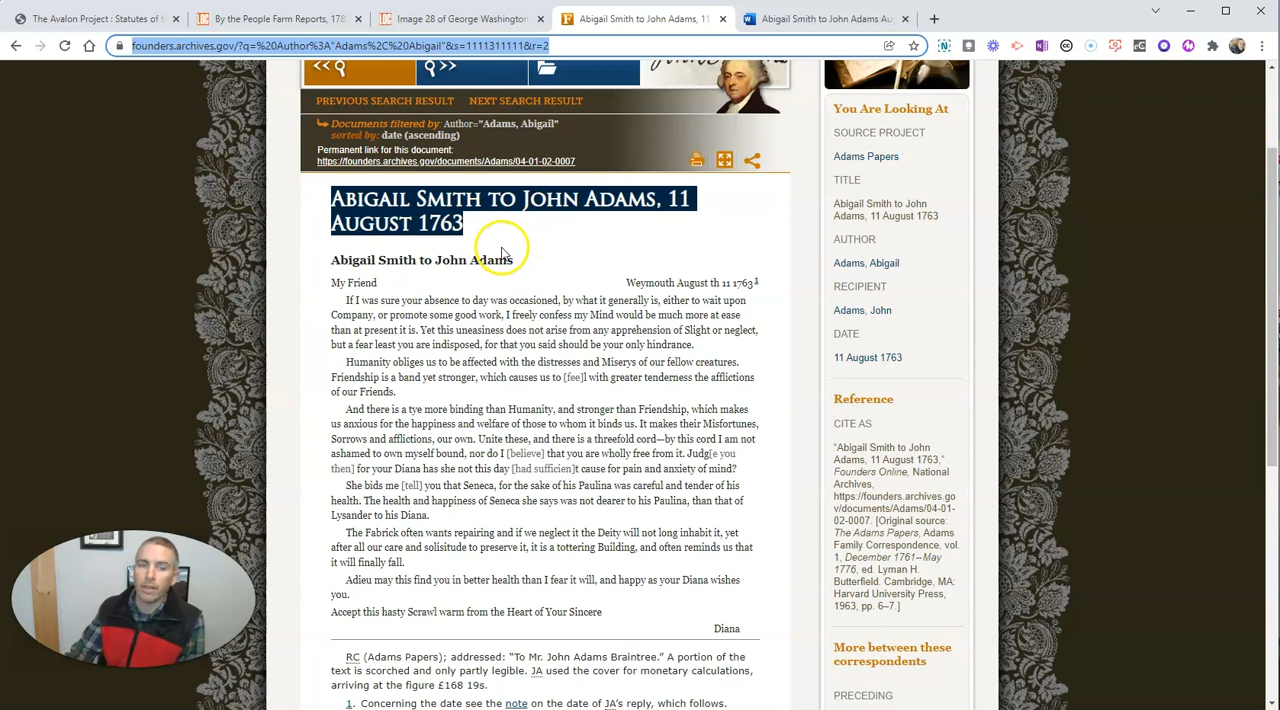 The Avalon Project : Statutes of th
By the People Farm Reports, 178
Image 28 of George Washington
Abigail Smith to John Adams, 11
Abigail Smith to John Adams Au
founders.archives.gov/?q=%20Author%3A"Adams%2C%20Abigail"&s=1111311111&r=2
PREVIOUS SEARCH RESULT NEXT SEARCH RESULT
Documents filtered by: Author="Adams, Abigail"
sorted by: date (ascending)
Permanent link for this document:
https://founders.archives.gov/documents/Adams/04-01-02-0007
Abigail Smith to John Adams, 11
August 1763
Abigail Smith to John Adams
My Friend Weymouth August th 11 1763 1
If I was sure your absence to day was occasioned, by what it generally is, either to wait upon
Company, or promote some good work, I freely confess my Mind would be much more at ease
than at present it is. Yet this uneasiness does not arise from any apprehension of Slight or neglect,
but a fear least you are indisposed, for that you said should be your only hindrance.
Humanity obliges us to be affected with the distresses and Miserys of our fellow creatures.
Friendship is a band yet stronger, which causes us to [fee]l with greater tenderness the afflictions
of our Friends.
And there is a tye more binding than Humanity, and stronger than Friendship, which makes
us anxious for the happiness and welfare of those to whom it binds us. It makes their Misfortunes,
Sorrows and afflictions, our own. Unite these, and there is a threefold cord—by this cord I am not
ashamed to own myself bound, nor do I [believe] that you are wholly free from it. Judg[e you
then] for your Diana has she not this day [had sufficien]t cause for pain and anxiety of mind?
She bids me [tell] you that Seneca, for the sake of his Paulina was careful and tender of his
health. The health and happiness of Seneca she says was not dearer to his Paulina, than that of
Lysander to his Diana.
The Fabrick often wants repairing and if we neglect it the Deity will not long inhabit it, yet
after all our care and solisitude to preserve it, it is a tottering Building, and often reminds us that
it will finally fall.
Adieu may this find you in better health than I fear it will, and happy as your Diana wishes
you.
Accept this hasty Scrawl warm from the Heart of Your Sincere
Diana
RC (Adams Papers); addressed: "To Mr. John Adams Braintree." A portion of the
text is scorched and only partly legible. JA used the cover for monetary calculations,
arriving at the figure £168 19s.
1. Concerning the date see the note on the date of JA's reply, which follows.
You Are Looking At
SOURCE PROJECT
Adams Papers
TITLE
Abigail Smith to John
Adams, 11 August 1763
AUTHOR
Adams, Abigail
RECIPIENT
Adams, John
DATE
11 August 1763
Reference
CITE AS
"Abigail Smith to John
Adams, 11 August 1763,"
Founders Online, National
Archives,
https://founders.archives.go
v/documents/Adams/04-01-
02-0007. [Original source:
The Adams Papers, Adams
Family Correspondence, vol.
1, December 1761–May
1776, ed. Lyman H.
Butterfield. Cambridge, MA:
Harvard University Press,
1963, pp. 6–7.]
More between these
correspondents
PRECEDING